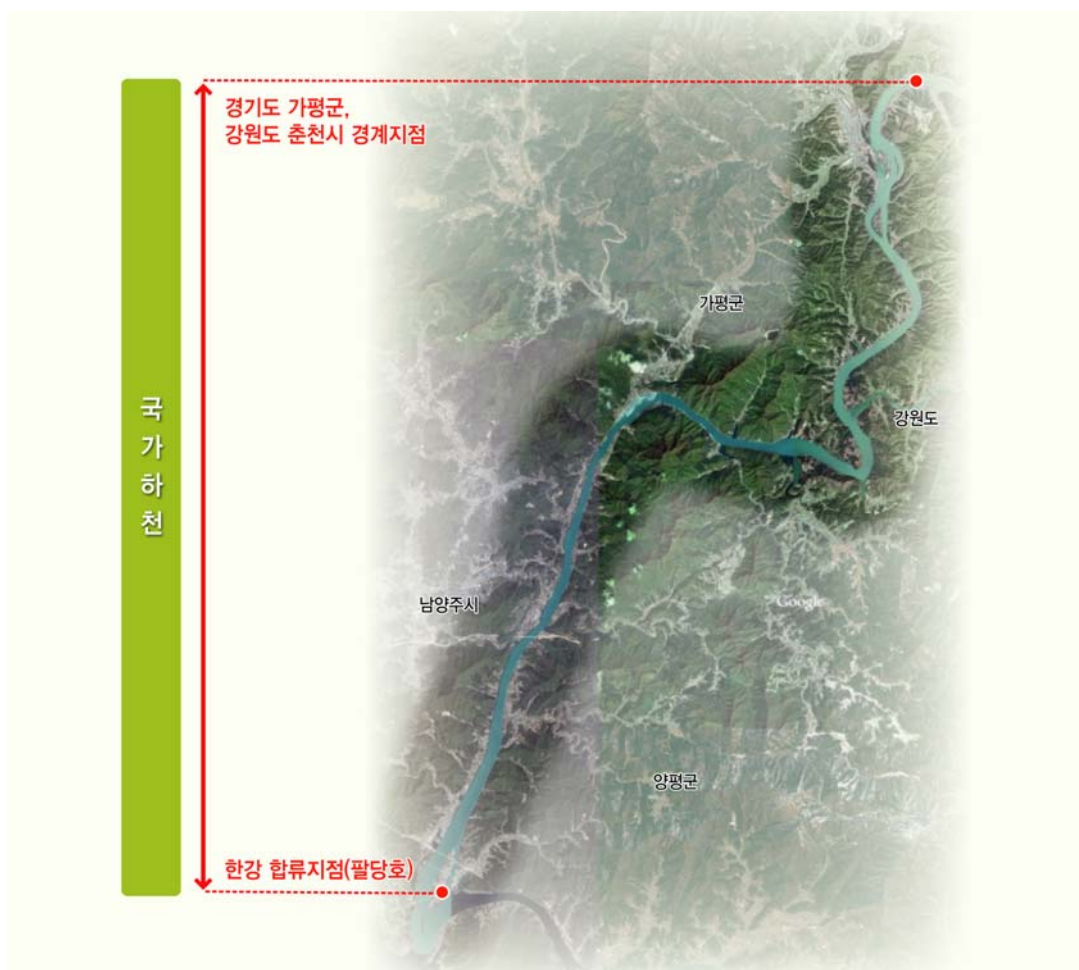 경기도 가평군,
강원도 춘천시 경계지점
가평군
국가하천
강원도
남양주시
Google
양평군
한강 합류지점(팔당호)